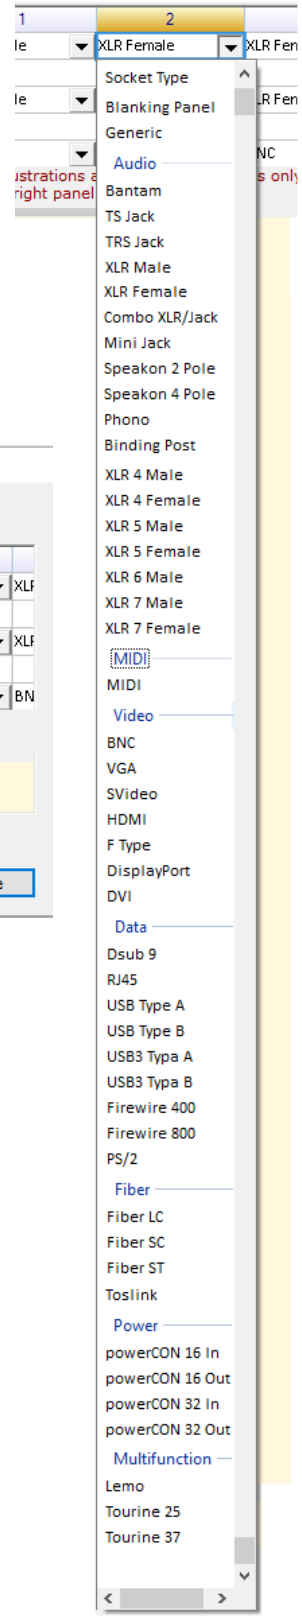 1 2
le XLR Female XLR Fen
Socket Type
le LR Fen
Blanking Panel
Generic
NC
Audio
ustrations a s only
right panel
Bantam
TS Jack
TRS Jack
XLR Male
XLR Female
Combo XLR/Jack
Mini Jack
Speakon 2 Pole
Speakon 4 Pole
Phono
Binding Post
XLR 4 Male
XLR 4 Female
XLR 5 Male
XLR 5 Female
XLR 6 Male
XLR 7 Male
XLR 7 Female
MIDI
MIDI
Video
BNC
VGA
SVideo
HDMI
F Type
DisplayPort
DVI
Data
Dsub 9
RJ45
USB Type A
USB Type B
USB3 Typa A
USB3 Typa B
Firewire 400
Firewire 800
PS/2
Fiber
Fiber LC
Fiber SC
Fiber ST
Toslink
Power
powerCON 16 In
powerCON 16 Out
powerCON 32 In
powerCON 32 Out
Multifunction
Lemo
Tourine 25
Tourine 37
XLF
XLF
BN
e